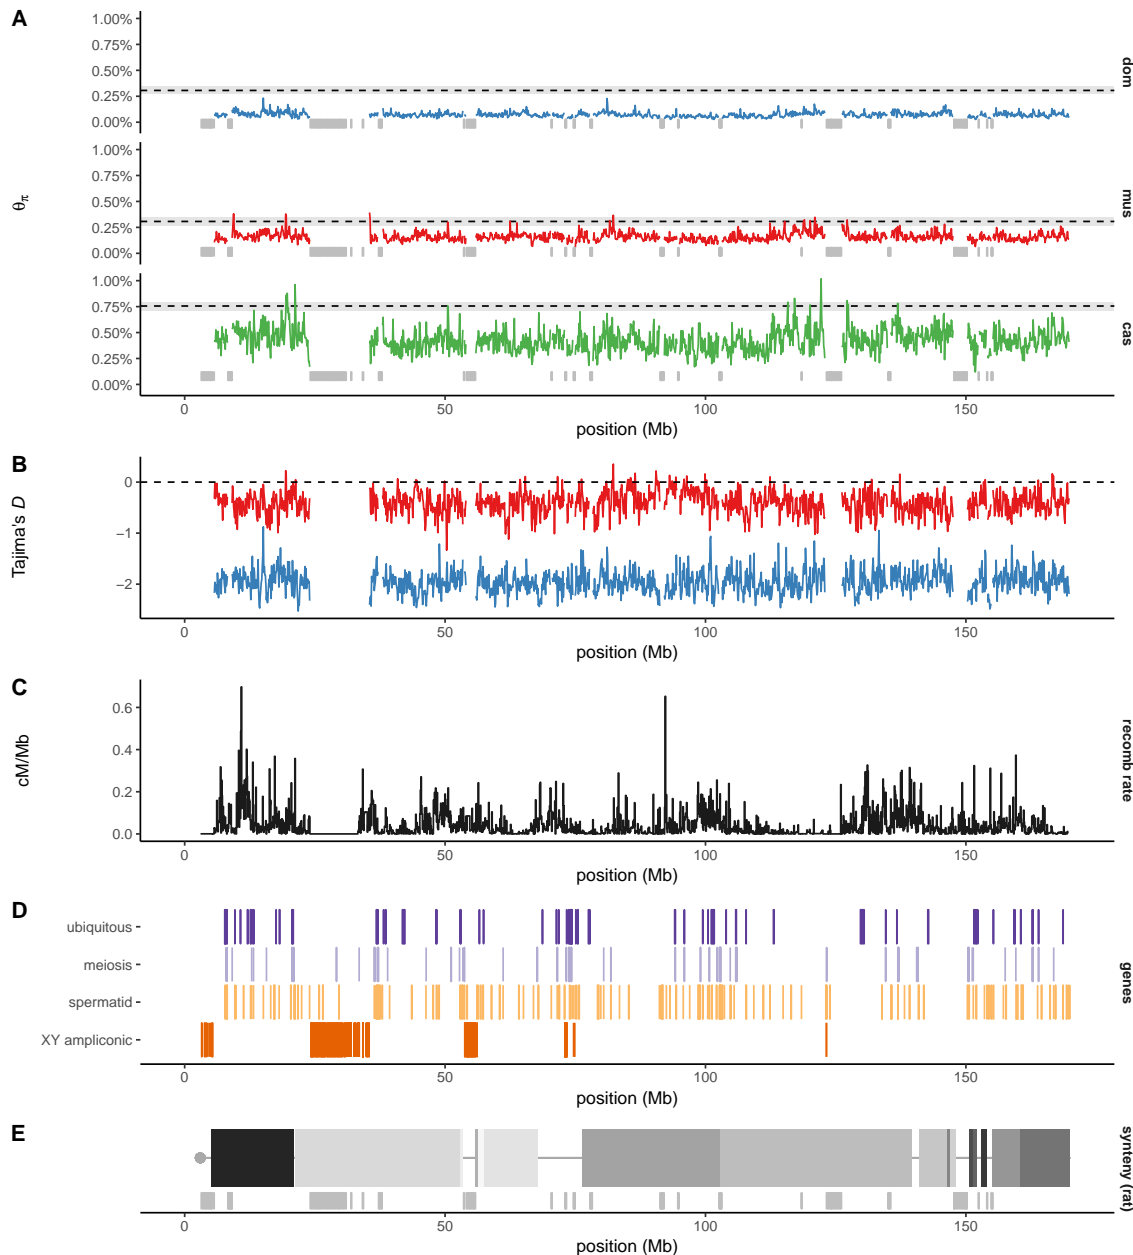 A
1.00%
0.75%
0.50%
0.25%
0.00%
dom
1.00%
0.75%
0.50%
0.25%
0.00%
mus
θπ
1.00%
0.75%
0.50%
0.25%
0.00%
cas
0 50 100 150
position (Mb)
B
0
−1
−2
Tajima's D
0 50 100 150
position (Mb)
C
0.6
0.4
0.2
0.0
cM/Mb
recomb rate
0 50 100 150
position (Mb)
D
ubiquitous
meiosis
spermatid
XY ampliconic
genes
0 50 100 150
position (Mb)
E
synteny (rat)
0 50 100 150
position (Mb)